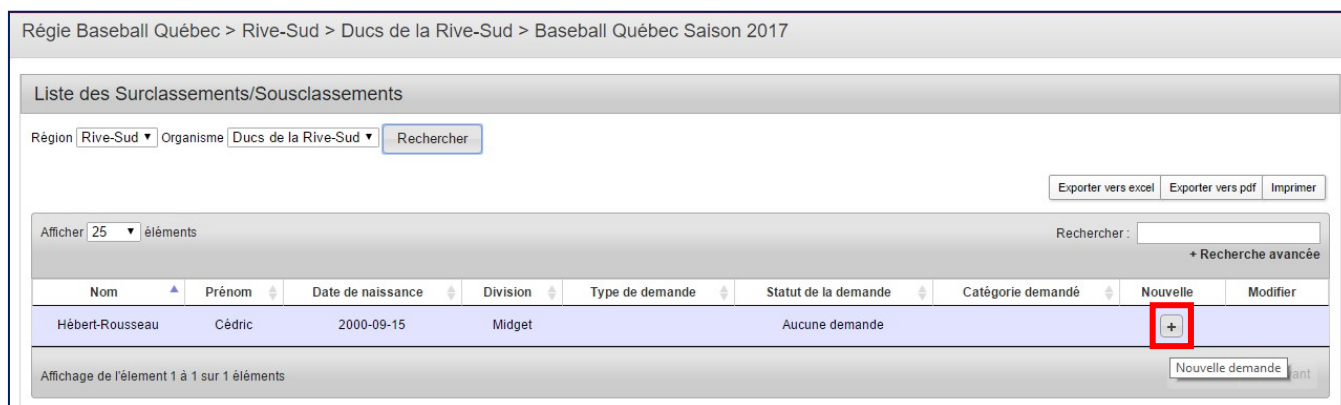 Régie Baseball Québec > Rive-Sud > Ducs de la Rive-Sud > Baseball Québec Saison 2017
Liste des Surclassements/Sousclassements
Région Rive-Sud Organisme Ducs de la Rive-Sud Rechercher
Exporter vers excel Exporter vers pdf Imprimer
Afficher 25 éléments Rechercher :
+ Recherche avancée
Nom Prénom Date de naissance Division Type de demande Statut de la demande Catégorie demandé Nouvelle Modifier
Hébert-Rousseau Cédric 2000-09-15 Midget Aucune demande +
Affichage de l'élement 1 à 1 sur 1 éléments Nouvelle demande